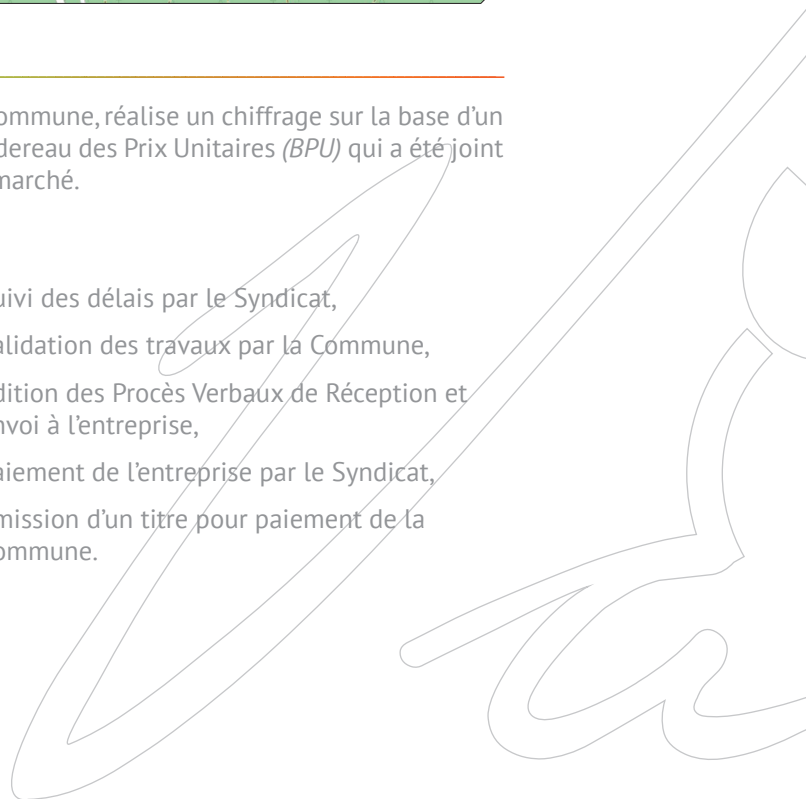 ommune, réalise un chiffrage sur la base d’un
dereau des Prix Unitaires (BPU) qui a été joint
marché.
uivi des délais par le Syndicat,
alidation des travaux par la Commune,
dition des Procès Verbaux de Réception et
nvoi à l’entreprise,
aiement de l’entreprise par le Syndicat,
mission d’un titre pour paiement de la
ommune.